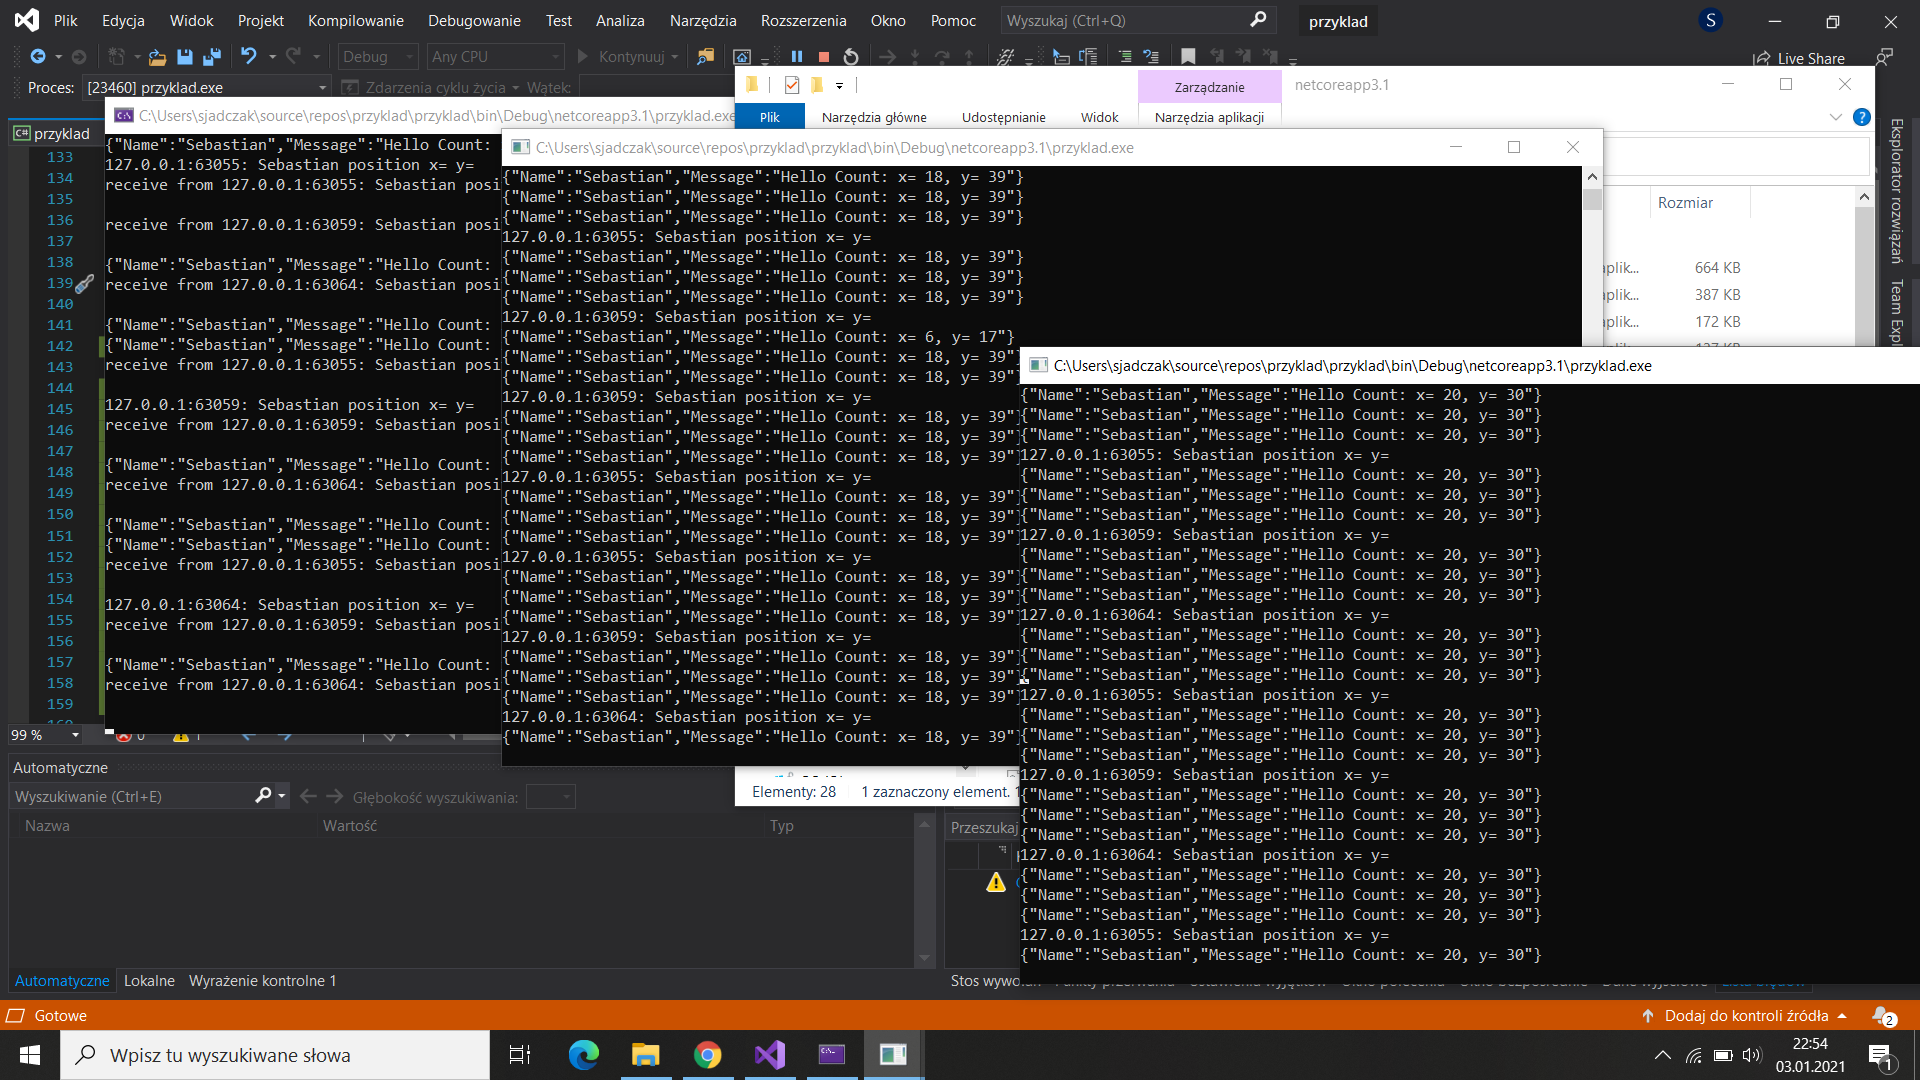 Plik Edycja Widok Projekt Kompilowanie Debugowanie Test Analiza Narzędzia Rozszerzenia Okno Pomoc Wyszukaj (Ctrl+Q) przykład S
Debug Any CPU Kontynuuj Live Share
Proces: [23460] przyklad.exe Zdarzenia cyklu życia Wątek:
Zarządzanie netcoreapp3.1
Plik Narzędzia główne Udostępnianie Widok Narzędzia aplikacji
Rozmiar
aplik... 664 KB
aplik... 387 KB
aplik... 172 KB
Eksplorator rozwiązań
Team Expl
C# przyklad
133
134
135
136
137
138
139
140
141
142
143
144
145
146
147
148
149
150
151
152
153
154
155
156
157
158
159
C:\Users\sjadczak\source\repos\przyklad\przyklad\bin\Debug\netcoreapp3.1\przyklad.exe
{"Name":"Sebastian","Message":"Hello Count:
127.0.0.1:63055: Sebastian position x= y=
receive from 127.0.0.1:63055: Sebastian posi
receive from 127.0.0.1:63059: Sebastian posi
{"Name":"Sebastian","Message":"Hello Count:
receive from 127.0.0.1:63064: Sebastian posi
{"Name":"Sebastian","Message":"Hello Count:
{"Name":"Sebastian","Message":"Hello Count:
receive from 127.0.0.1:63055: Sebastian posi
127.0.0.1:63059: Sebastian position x= y=
receive from 127.0.0.1:63059: Sebastian posi
{"Name":"Sebastian","Message":"Hello Count:
receive from 127.0.0.1:63064: Sebastian posi
{"Name":"Sebastian","Message":"Hello Count:
{"Name":"Sebastian","Message":"Hello Count:
receive from 127.0.0.1:63055: Sebastian posi
127.0.0.1:63064: Sebastian position x= y=
receive from 127.0.0.1:63059: Sebastian posi
{"Name":"Sebastian","Message":"Hello Count:
receive from 127.0.0.1:63064: Sebastian posi
C:\Users\sjadczak\source\repos\przyklad\przyklad\bin\Debug\netcoreapp3.1\przyklad.exe
{"Name":"Sebastian","Message":"Hello Count: x= 18, y= 39"}
{"Name":"Sebastian","Message":"Hello Count: x= 18, y= 39"}
{"Name":"Sebastian","Message":"Hello Count: x= 18, y= 39"}
127.0.0.1:63055: Sebastian position x= y=
{"Name":"Sebastian","Message":"Hello Count: x= 18, y= 39"}
{"Name":"Sebastian","Message":"Hello Count: x= 18, y= 39"}
{"Name":"Sebastian","Message":"Hello Count: x= 18, y= 39"}
127.0.0.1:63059: Sebastian position x= y=
{"Name":"Sebastian","Message":"Hello Count: x= 6, y= 17"}
{"Name":"Sebastian","Message":"Hello Count: x= 18, y= 39"
{"Name":"Sebastian","Message":"Hello Count: x= 18, y= 39"
127.0.0.1:63059: Sebastian position x= y=
{"Name":"Sebastian","Message":"Hello Count: x= 18, y= 39"
{"Name":"Sebastian","Message":"Hello Count: x= 18, y= 39"
{"Name":"Sebastian","Message":"Hello Count: x= 18, y= 39"
127.0.0.1:63055: Sebastian position x= y=
{"Name":"Sebastian","Message":"Hello Count: x= 18, y= 39"
{"Name":"Sebastian","Message":"Hello Count: x= 18, y= 39"
{"Name":"Sebastian","Message":"Hello Count: x= 18, y= 39"
127.0.0.1:63055: Sebastian position x= y=
{"Name":"Sebastian","Message":"Hello Count: x= 18, y= 39"
{"Name":"Sebastian","Message":"Hello Count: x= 18, y= 39"
{"Name":"Sebastian","Message":"Hello Count: x= 18, y= 39"
127.0.0.1:63059: Sebastian position x= y=
{"Name":"Sebastian","Message":"Hello Count: x= 18, y= 39"
{"Name":"Sebastian","Message":"Hello Count: x= 18, y= 39"
{"Name":"Sebastian","Message":"Hello Count: x= 18, y= 39"
127.0.0.1:63064: Sebastian position x= y=
{"Name":"Sebastian","Message":"Hello Count: x= 18, y= 39"
C:\Users\sjadczak\source\repos\przyklad\przyklad\bin\Debug\netcoreapp3.1\przyklad.exe
{"Name":"Sebastian","Message":"Hello Count: x= 20, y= 30"}
{"Name":"Sebastian","Message":"Hello Count: x= 20, y= 30"}
{"Name":"Sebastian","Message":"Hello Count: x= 20, y= 30"}
127.0.0.1:63055: Sebastian position x= y=
{"Name":"Sebastian","Message":"Hello Count: x= 20, y= 30"}
{"Name":"Sebastian","Message":"Hello Count: x= 20, y= 30"}
{"Name":"Sebastian","Message":"Hello Count: x= 20, y= 30"}
127.0.0.1:63059: Sebastian position x= y=
{"Name":"Sebastian","Message":"Hello Count: x= 20, y= 30"}
{"Name":"Sebastian","Message":"Hello Count: x= 20, y= 30"}
{"Name":"Sebastian","Message":"Hello Count: x= 20, y= 30"}
127.0.0.1:63064: Sebastian position x= y=
{"Name":"Sebastian","Message":"Hello Count: x= 20, y= 30"}
{"Name":"Sebastian","Message":"Hello Count: x= 20, y= 30"}
{"Name":"Sebastian","Message":"Hello Count: x= 20, y= 30"}
127.0.0.1:63055: Sebastian position x= y=
{"Name":"Sebastian","Message":"Hello Count: x= 20, y= 30"}
{"Name":"Sebastian","Message":"Hello Count: x= 20, y= 30"}
{"Name":"Sebastian","Message":"Hello Count: x= 20, y= 30"}
127.0.0.1:63059: Sebastian position x= y=
{"Name":"Sebastian","Message":"Hello Count: x= 20, y= 30"}
{"Name":"Sebastian","Message":"Hello Count: x= 20, y= 30"}
{"Name":"Sebastian","Message":"Hello Count: x= 20, y= 30"}
127.0.0.1:63064: Sebastian position x= y=
{"Name":"Sebastian","Message":"Hello Count: x= 20, y= 30"}
{"Name":"Sebastian","Message":"Hello Count: x= 20, y= 30"}
{"Name":"Sebastian","Message":"Hello Count: x= 20, y= 30"}
127.0.0.1:63055: Sebastian position x= y=
{"Name":"Sebastian","Message":"Hello Count: x= 20, y= 30"}
99 %
Elementy: 28 1 zaznaczony element. 1
Automatyczne
Wyszukiwanie (Ctrl+E) Głębokość wyszukiwania:
Nazwa Wartość Typ
Przeszukaj
Automatyczne Lokalne Wyrażenie kontrolne 1
Stos wywo
Gotowe Dodaj do kontroli źródła 2
Wpisz tu wyszukiwane słowa
22:54
03.01.2021
1